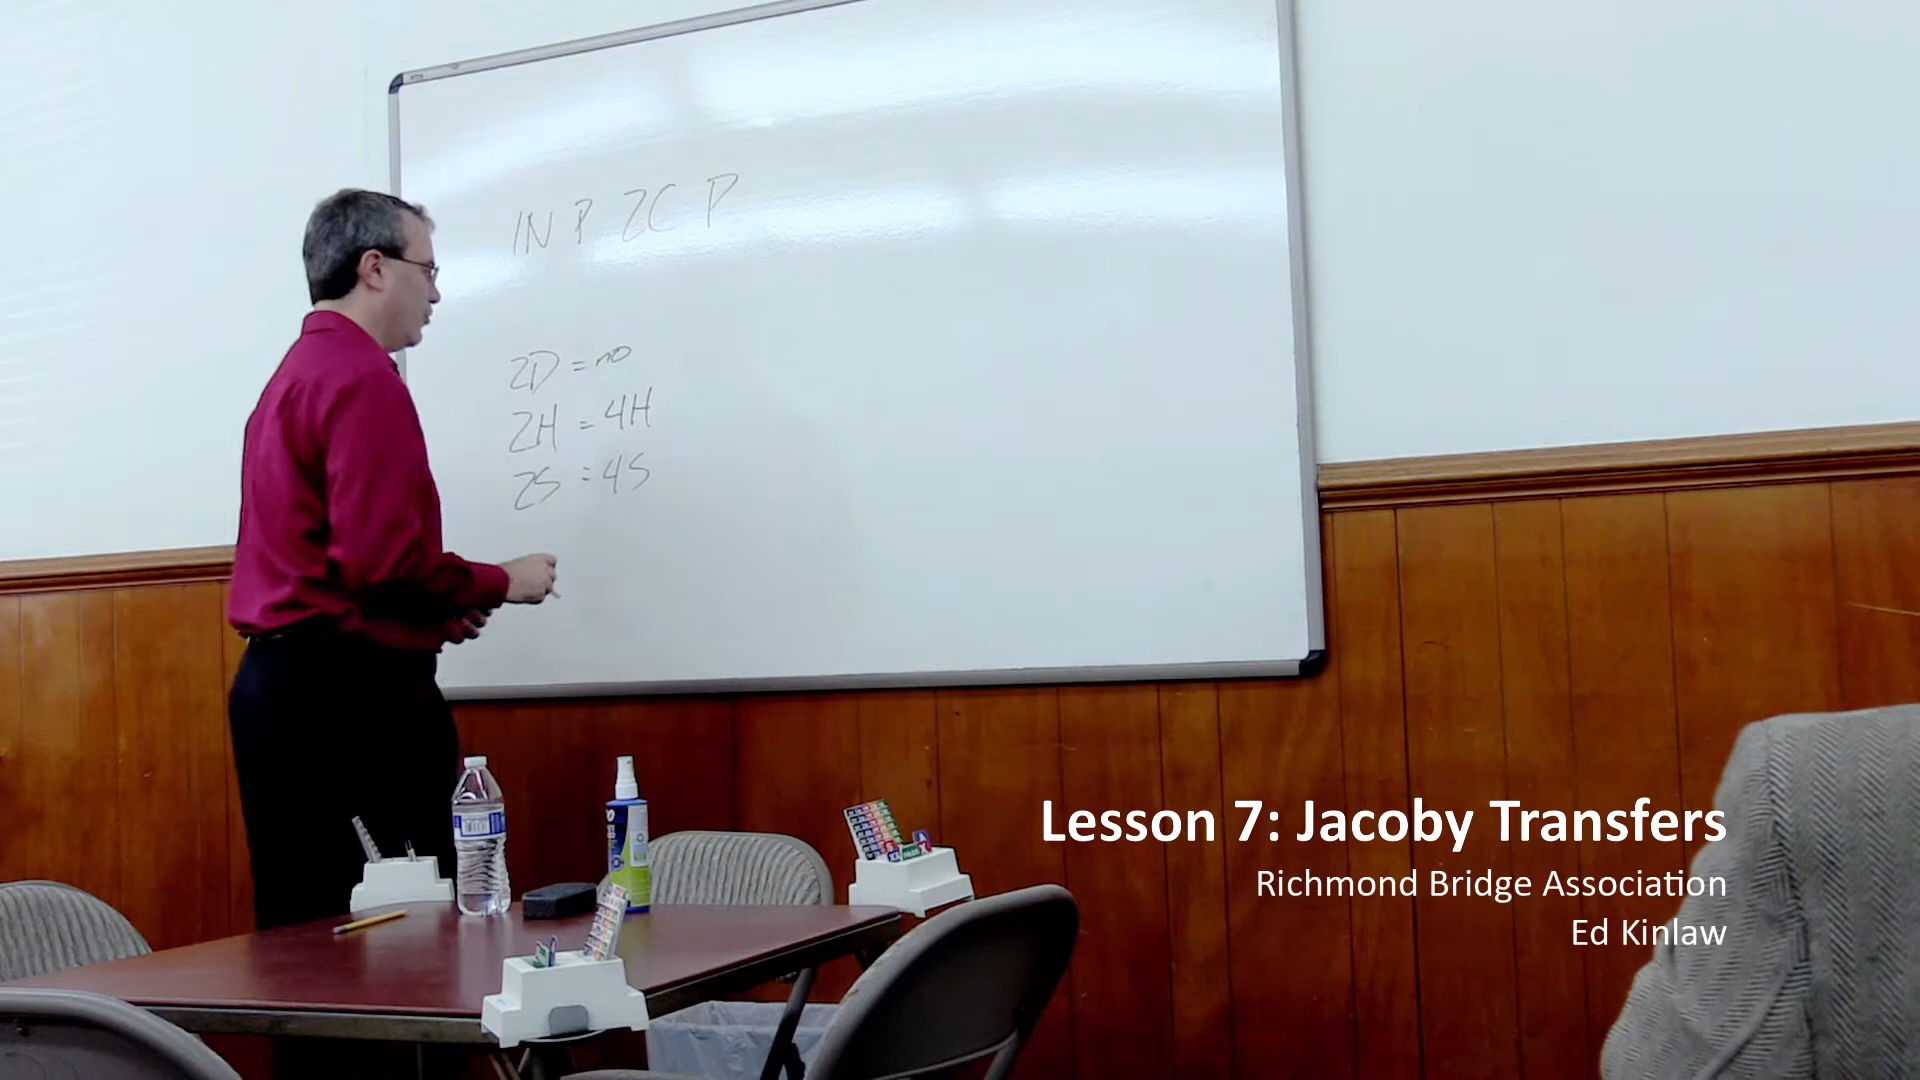 1N P 2C P
2D = no
2H = 4H
2S = 4S
Lesson 7: Jacoby Transfers
Richmond Bridge Association
Ed Kinlaw